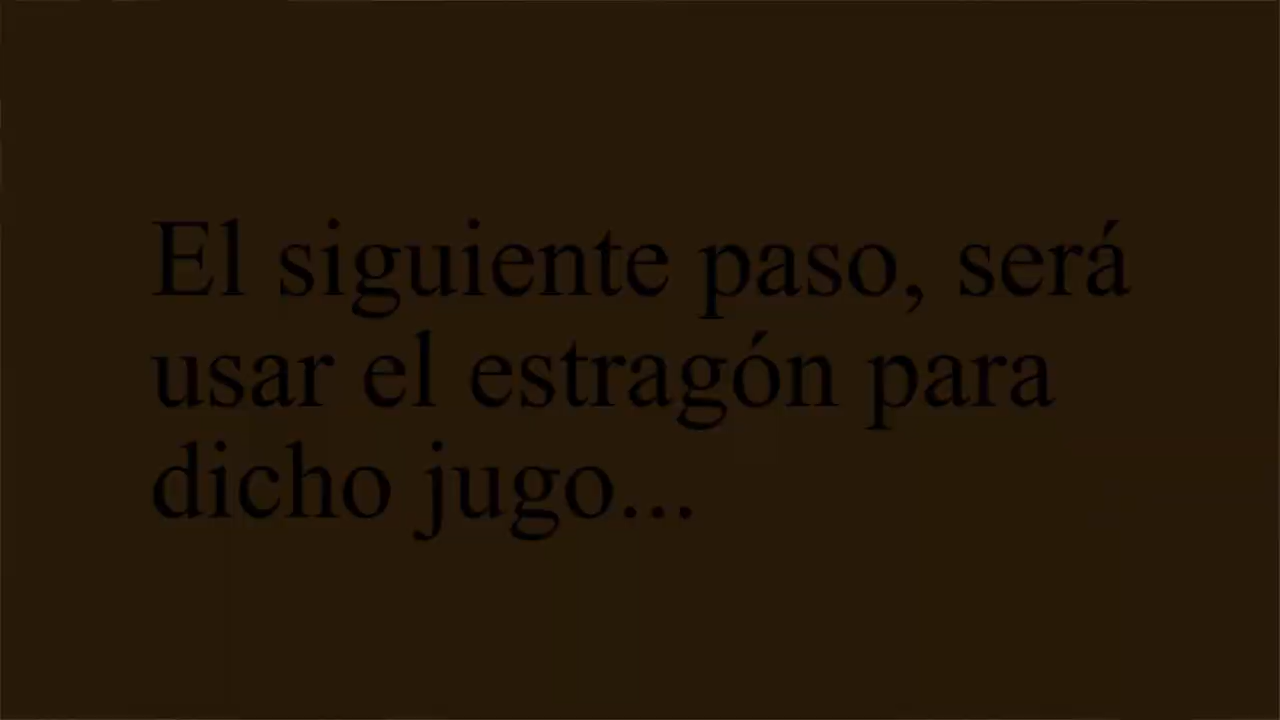 El siguiente paso, será
usar el estragón para
dicho jugo...